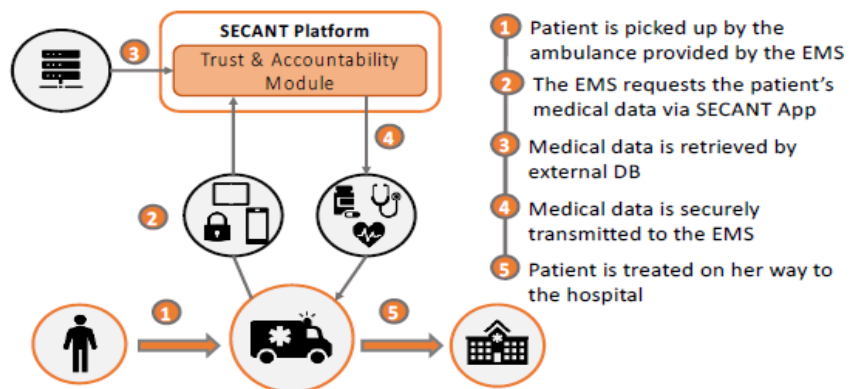 SECANT Platform
Trust & Accountability
Module
3
4
2
1
5
1 Patient is picked up by the
ambulance provided by the EMS
2 The EMS requests the patient's
medical data via SECANT App
3 Medical data is retrieved by
external DB
4 Medical data is securely
transmitted to the EMS
5 Patient is treated on her way to
the hospital